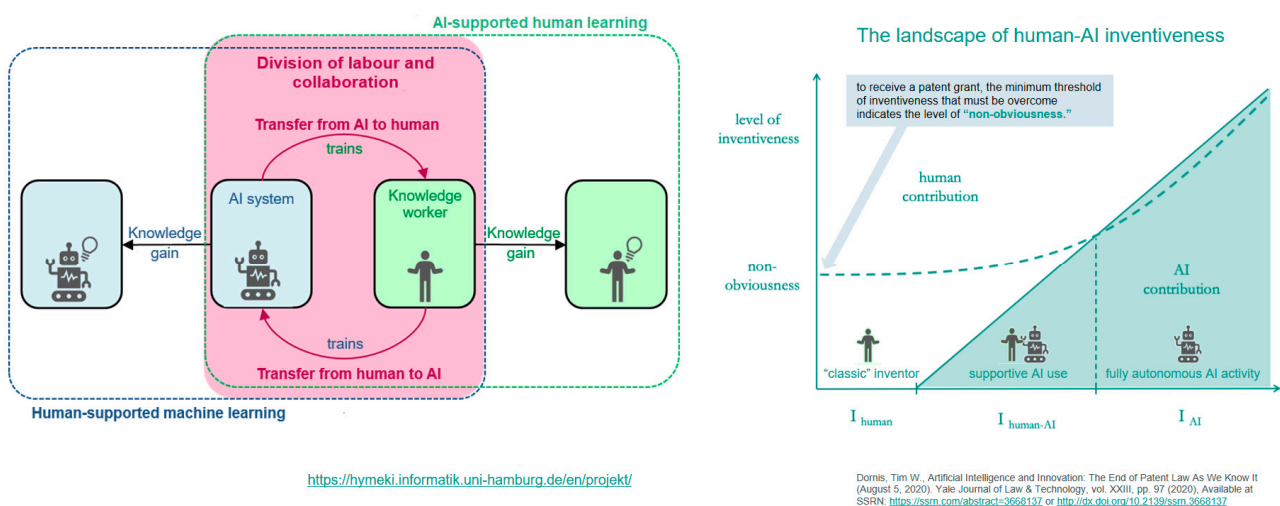 AI-supported human learning
Division of labour and
collaboration
Transfer from AI to human
trains
AI system
Knowledge
worker
Knowledge
gain
Knowledge
gain
trains
Transfer from human to AI
Human-supported machine learning
https://hymeki.informatik.uni-hamburg.de/en/projekt/
The landscape of human-AI inventiveness
to receive a patent grant, the minimum threshold
of inventiveness that must be overcome
indicates the level of “non-obviousness.”
level of
inventiveness
human
contribution
non-
obviousness
AI
contribution
“classic” inventor
supportive AI use
fully autonomous AI activity
I human
I human-AI
I AI
Dornis, Tim W., Artificial Intelligence and Innovation: The End of Patent Law As We Know It
(August 5, 2020). Yale Journal of Law & Technology, vol. XXIII, pp. 97 (2020), Available at
SSRN: https://ssrn.com/abstract=3668137 or http://dx.doi.org/10.2139/ssrn.3668137